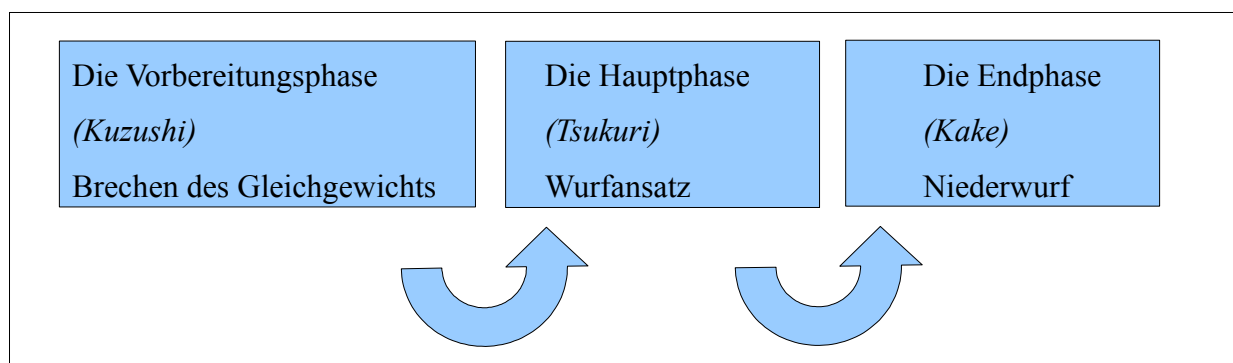 Die Vorbereitungsphase
(Kuzushi)
Brechen des Gleichgewichts
Die Hauptphase
(Tsukuri)
Wurfansatz
Die Endphase
(Kake)
Niederwurf